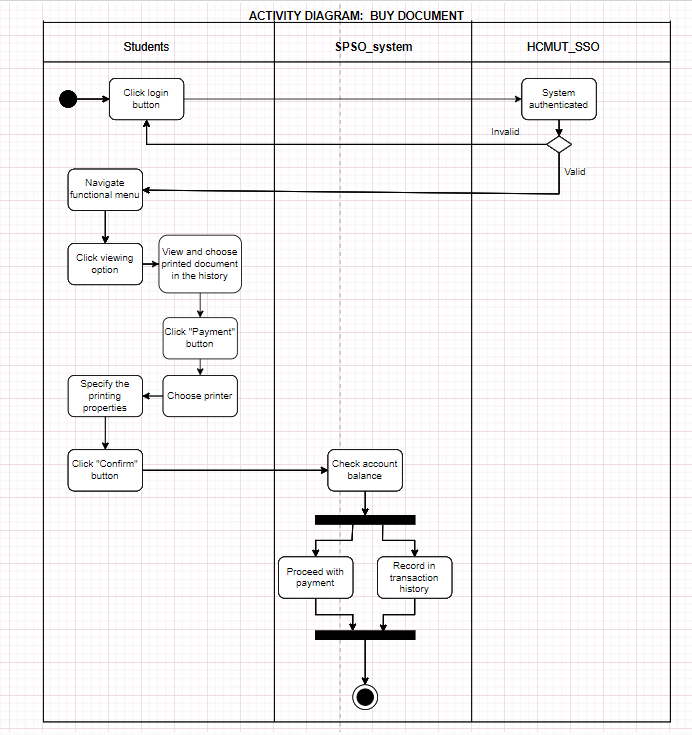 ACTIVITY DIAGRAM: BUY DOCUMENT
Students
SPSO_system
HCMUT_SSO
Click login
button
System
authenticated
Invalid
Valid
Navigate
functional menu
Click viewing
option
View and choose
printed document
in the history
Click "Payment"
button
Choose printer
Specify the
printing
properties
Click "Confirm"
button
Check account
balance
Proceed with
payment
Record in
transaction
history